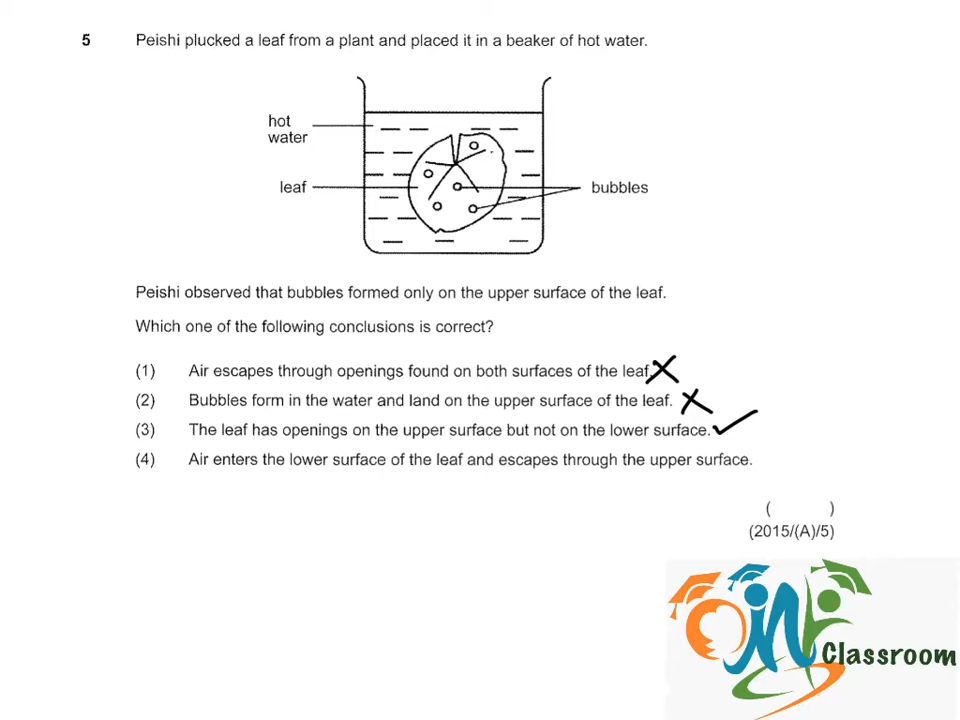 5 Peishi plucked a leaf from a plant and placed it in a beaker of hot water.
hot
water
leaf
bubbles
Peishi observed that bubbles formed only on the upper surface of the leaf.
Which one of the following conclusions is correct?
(1) Air escapes through openings found on both surfaces of the leaf.
(2) Bubbles form in the water and land on the upper surface of the leaf.
(3) The leaf has openings on the upper surface but not on the lower surface.
(4) Air enters the lower surface of the leaf and escapes through the upper surface.
( )
(2015/(A)/5)
Classroom